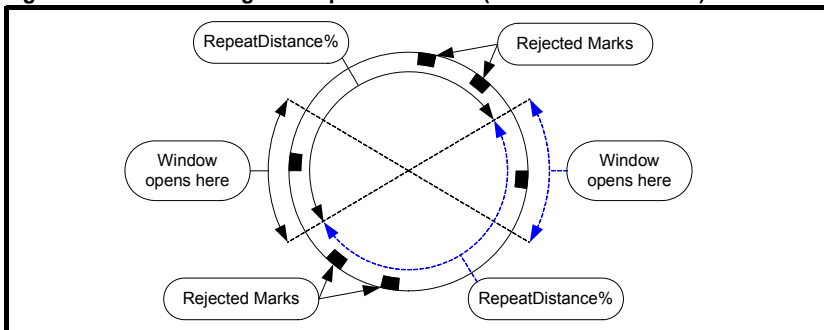 RepeatDistance%
Rejected Marks
Window
opens here
Window
opens here
Rejected Marks
RepeatDistance%